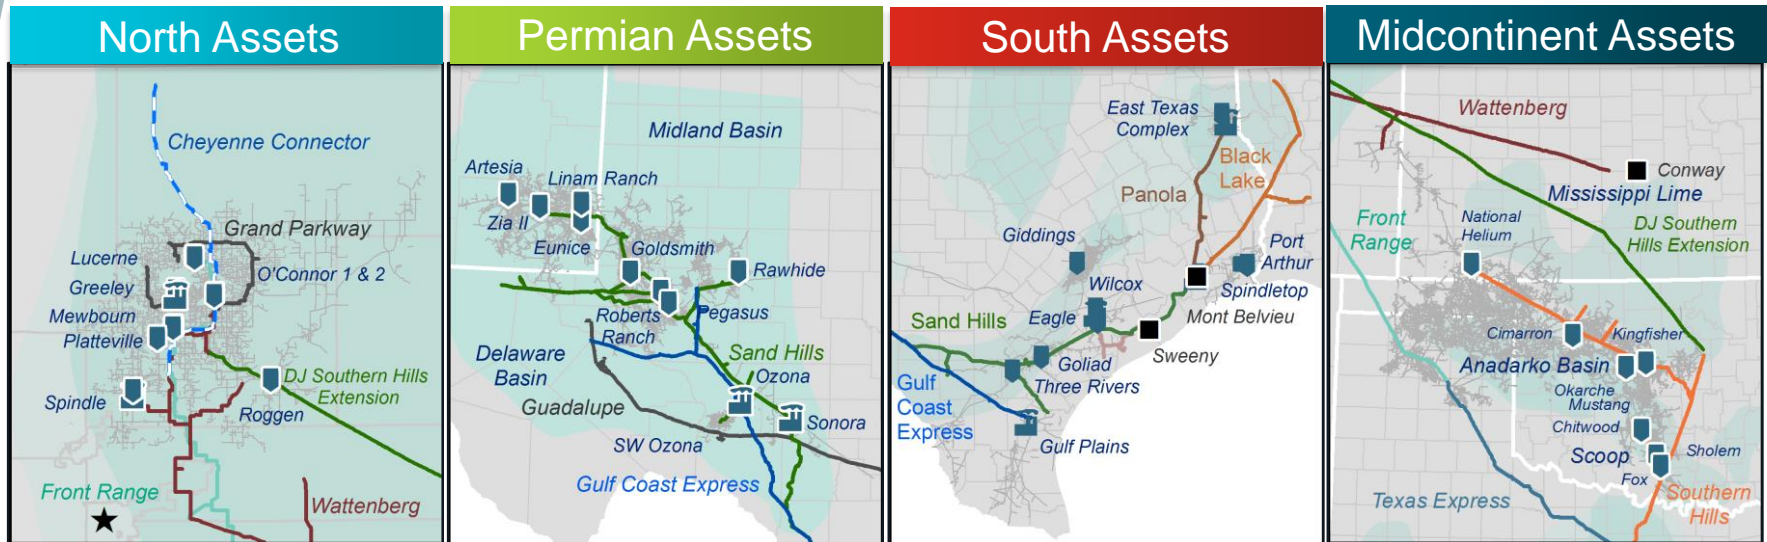 North Assets
Cheyenne Connector
Grand Parkway
Lucerne
O'Connor 1 & 2
Greeley
Mewbourn
Platteville
DJ Southern Hills
Extension
Spindle
Roggen
Front Range
Wattenberg
Permian Assets
Midland Basin
Artesia
Linam Ranch
Zia II
Eunice
Goldsmith
Rawhide
Roberts
Ranch
Pegasus
Delaware
Basin
Sand Hills
Ozona
Guadalupe
Sonora
SW Ozona
Gulf Coast Express
South Assets
East Texas
Complex
Black
Lake
Panola
Giddings
Port
Arthur
Wilcox
Spindletop
Eagle
Mont Belvieu
Sand Hills
Sweeny
Goliad
Three Rivers
Gulf
Coast
Express
Gulf Plains
Midcontinent Assets
Wattenberg
Conway
Mississippi Lime
Front
Range
National
Helium
DJ Southern
Hills Extension
Cimarron
Kingfisher
Anadarko Basin
Okarche
Mustang
Chitwood
Scoop
Sholem
Fox
Texas Express
Southern
Hills